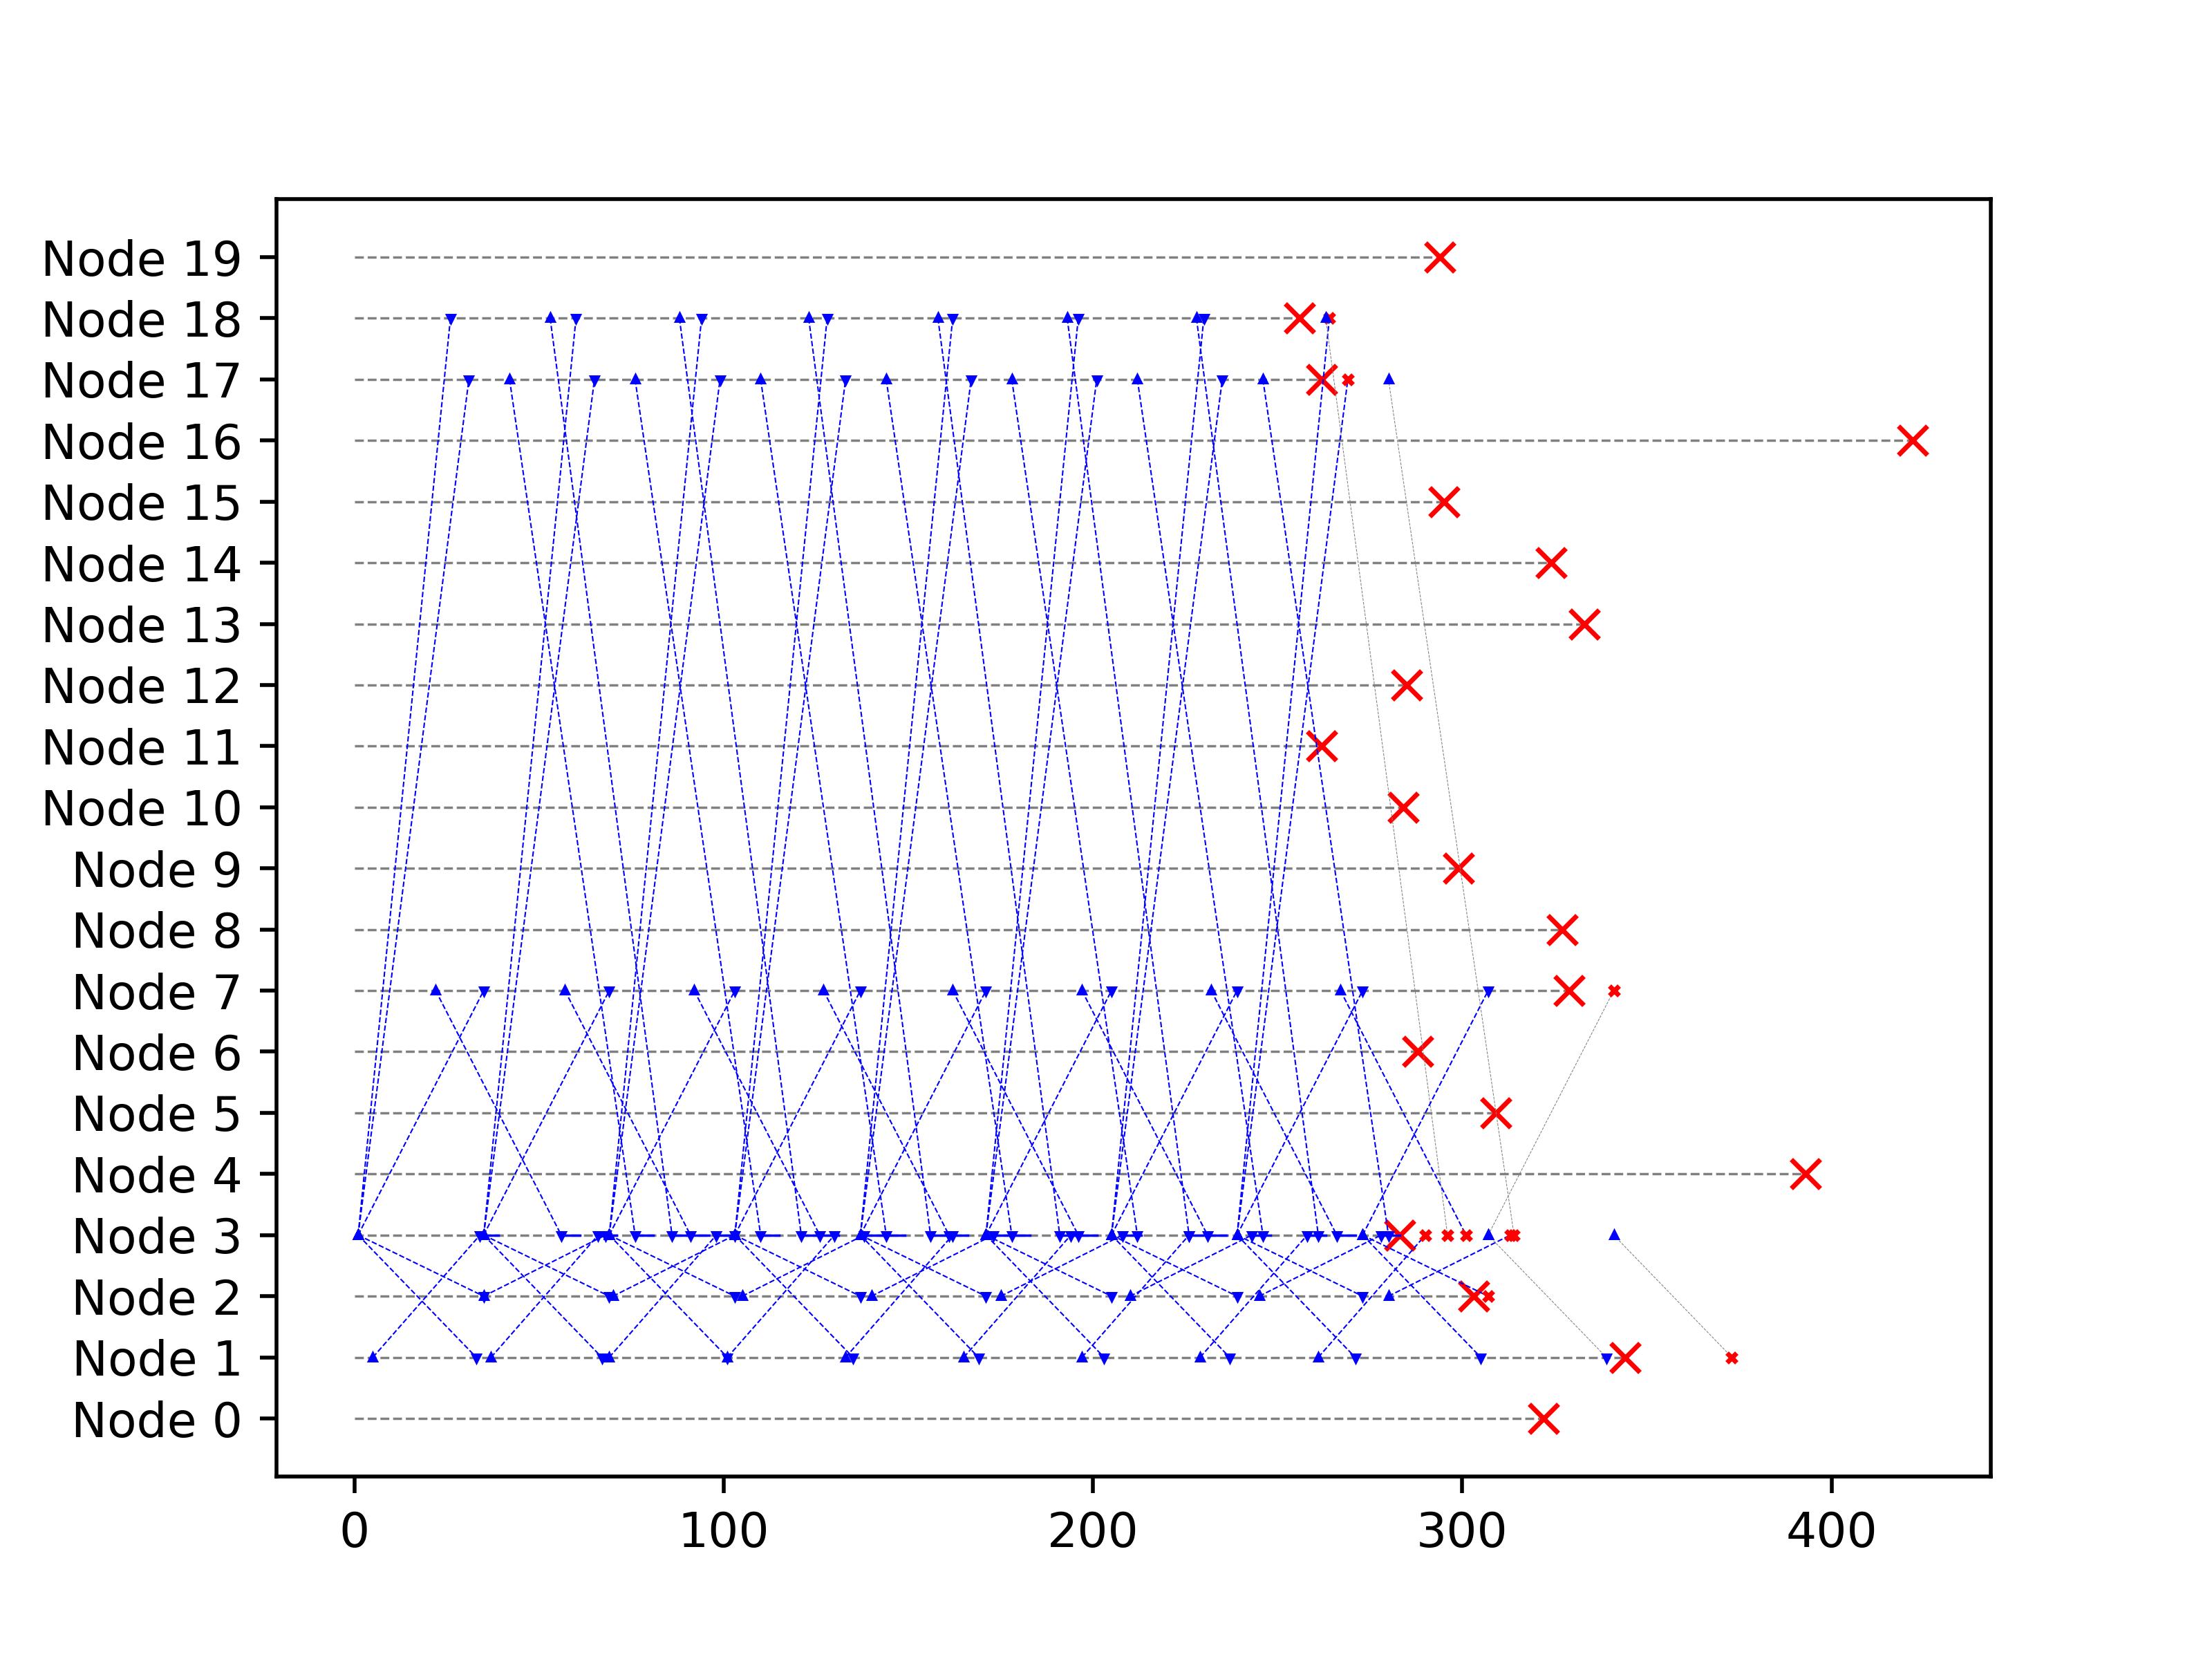 Node 19
Node 18
Node 17
Node 16
Node 15
Node 14
Node 13
Node 12
Node 11
Node 10
Node 9
Node 8
Node 7
Node 6
Node 5
Node 4
Node 3
Node 2
Node 1
Node 0
0 100 200 300 400